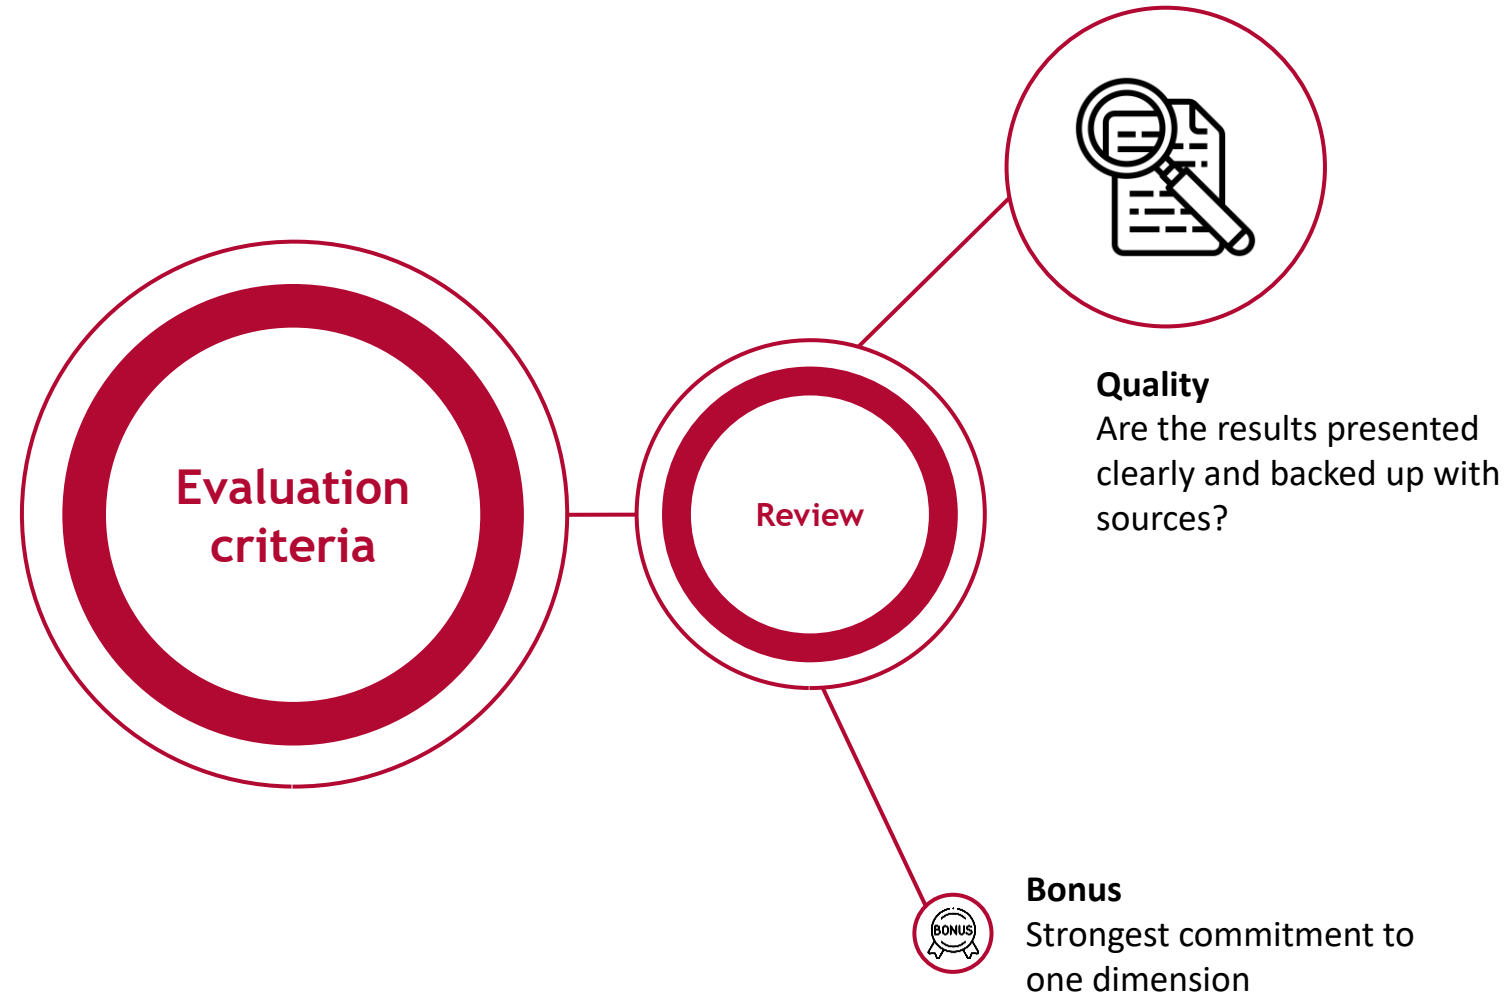 Evaluation
criteria
Review
Quality
Are the results presented
clearly and backed up with
sources?
BONUS
Bonus
Strongest commitment to
one dimension